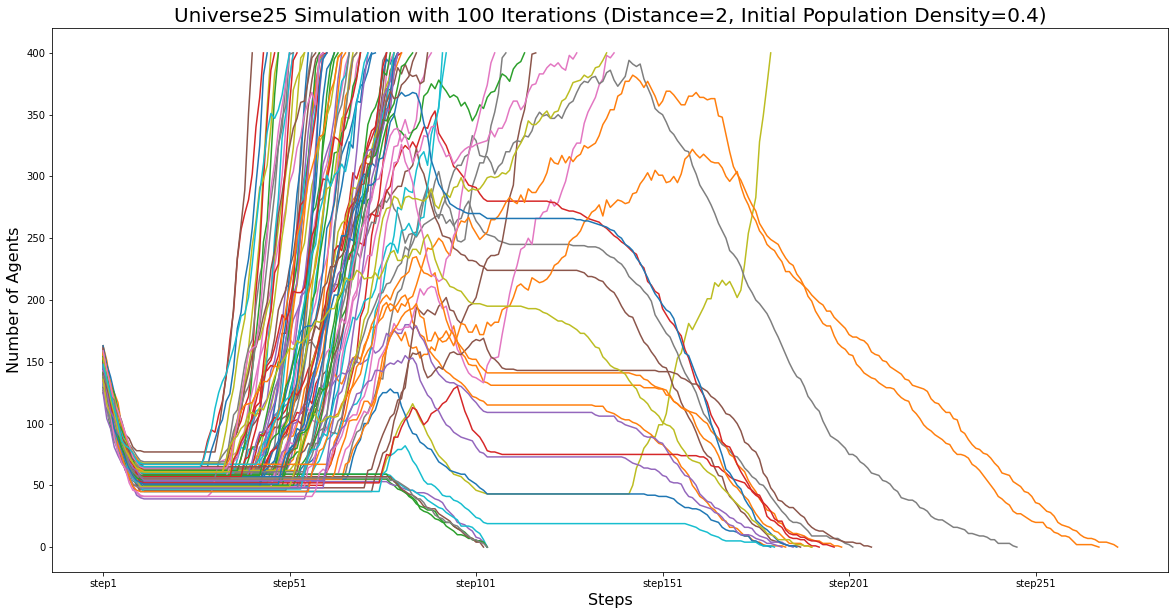 Universe25 Simulation with 100 Iterations (Distance=2, Initial Population Density=0.4)
Number of Agents
400
350
300
250
200
150
100
50
0
step1 step51 step101 step151 step201 step251
Steps